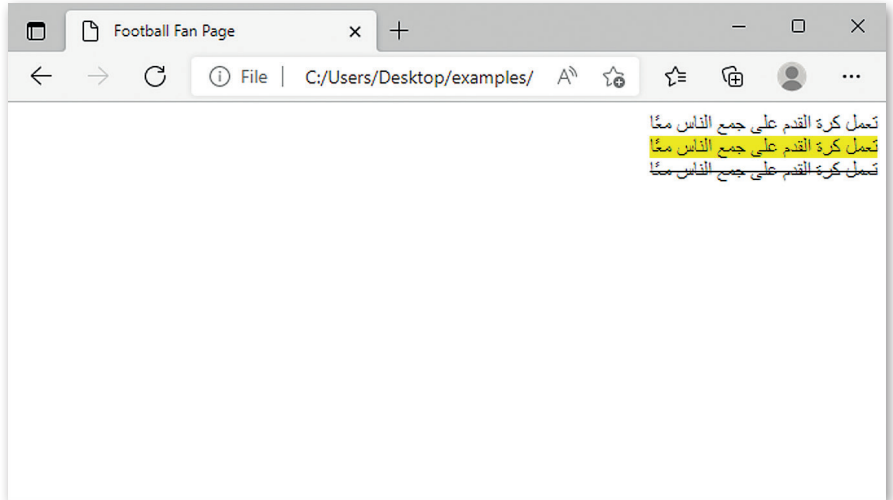 Football Fan Page
File
C:/Users/Desktop/examples/
تعمل كرة القدم على جمع الناس معًا
تعمل كرة القدم على جمع الناس معًا
تعمل كرة القدم على جمع الناس معًا